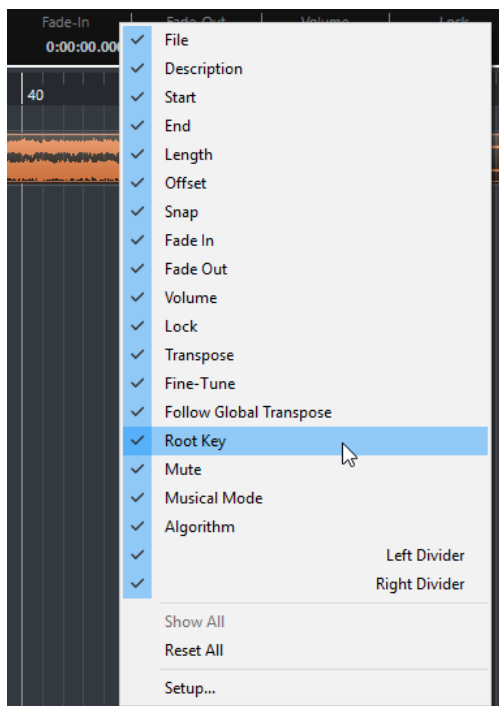 Fade-In
0:00:00.000
40
File
Description
Start
End
Length
Offset
Snap
Fade In
Fade Out
Volume
Lock
Transpose
Fine-Tune
Follow Global Transpose
Root Key
Mute
Musical Mode
Algorithm
Left Divider
Right Divider
Show All
Reset All
Setup...